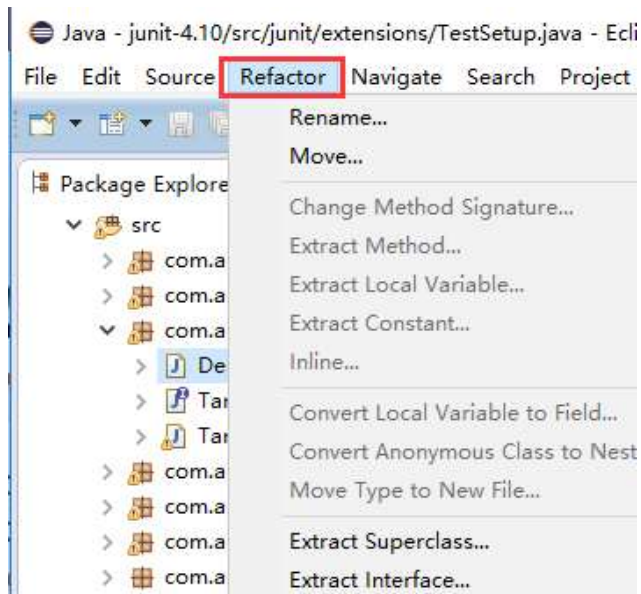 Java - junit-4.10/src/junit/extensions/TestSetup.java - Ecli
File Edit Source Refactor Navigate Search Project
Package Explore
src
com.a
com.a
com.a
De
Tar
Tar
com.a
com.a
com.a
com.a
Rename...
Move...
Change Method Signature...
Extract Method...
Extract Local Variable...
Extract Constant...
Inline...
Convert Local Variable to Field...
Convert Anonymous Class to Nest
Move Type to New File...
Extract Superclass...
Extract Interface...